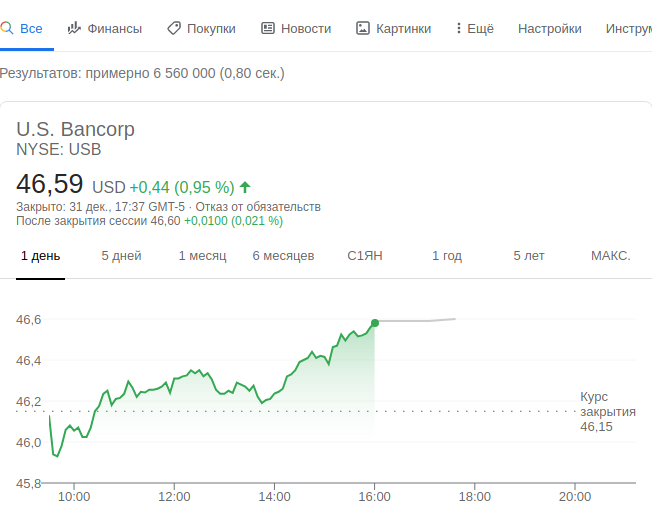 Все Финансы Покупки Новости Картинки Ещё Настройки Инструм
Результатов: примерно 6 560 000 (0,80 сек.)
U.S. Bancorp
NYSE: USB
46,59 USD +0,44 (0,95 %)
Закрыто: 31 дек., 17:37 GMT-5 · Отказ от обязательств
После закрытия сессии 46,60 +0,0100 (0,021 %)
1 день 5 дней 1 месяц 6 месяцев С1ЯН 1 год 5 лет МАКС.
46,6
46,4
46,2
46,0
45,8
Курс
закрытия
46,15
10:00 12:00 14:00 16:00 18:00 20:00